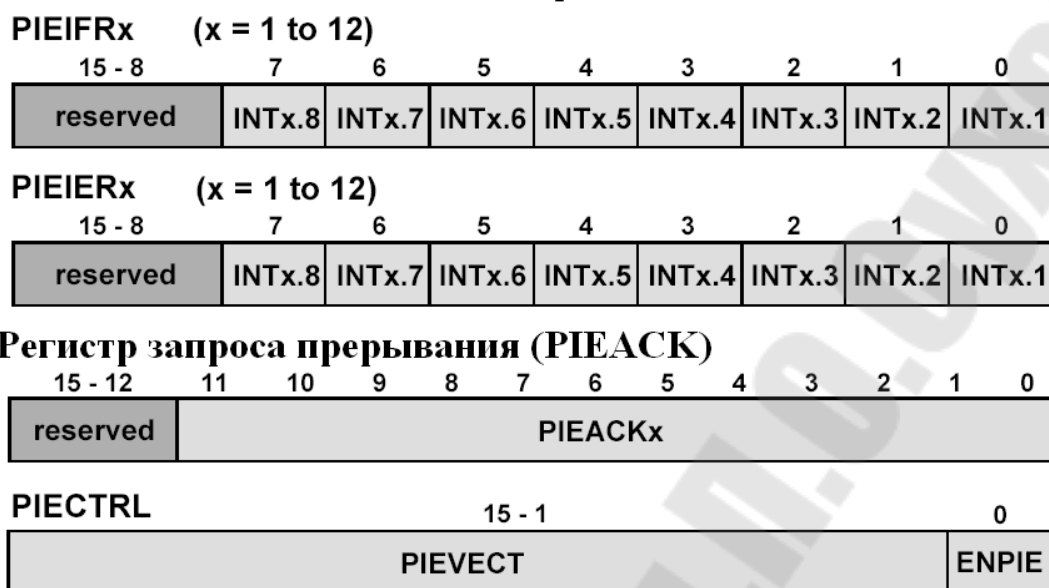 PIEIFRx (x = 1 to 12)
15 - 8 7 6 5 4 3 2 1 0
reserved INTx.8 INTx.7 INTx.6 INTx.5 INTx.4 INTx.3 INTx.2 INTx.1
PIEIERx (x = 1 to 12)
15 - 8 7 6 5 4 3 2 1 0
reserved INTx.8 INTx.7 INTx.6 INTx.5 INTx.4 INTx.3 INTx.2 INTx.1
Регистр запроса прерывания (PIEACK)
15 - 12 11 10 9 8 7 6 5 4 3 2 1 0
reserved PIEACKx
PIECTRL 15 - 1 0
PIEVECT ENPIE